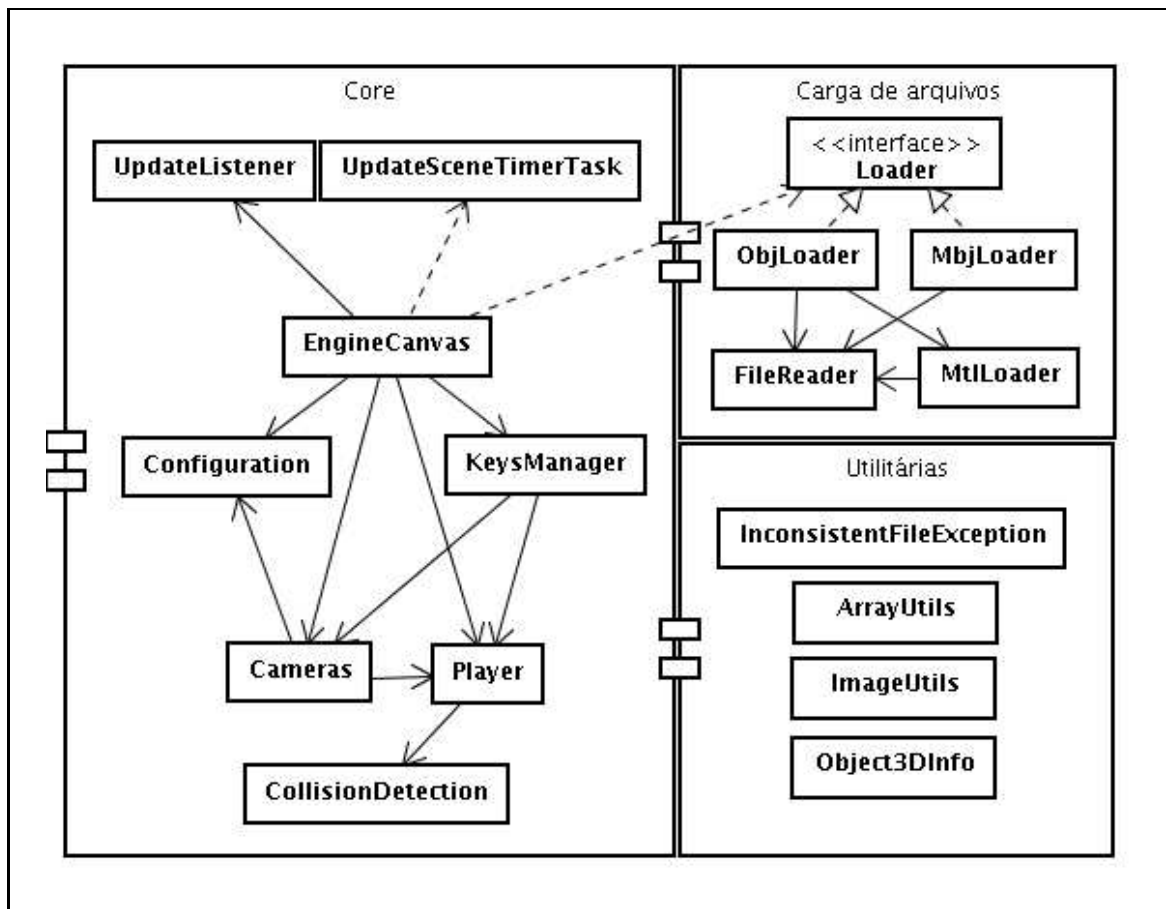 Core
UpdateListener
UpdateSceneTimerTask
EngineCanvas
Configuration
KeysManager
Cameras
Player
CollisionDetection
Carga de arquivos
<<interface>>
Loader
ObjLoader
MbjLoader
FileReader
MtlLoader
Utilitárias
InconsistentFileException
ArrayUtils
ImageUtils
Object3DInfo